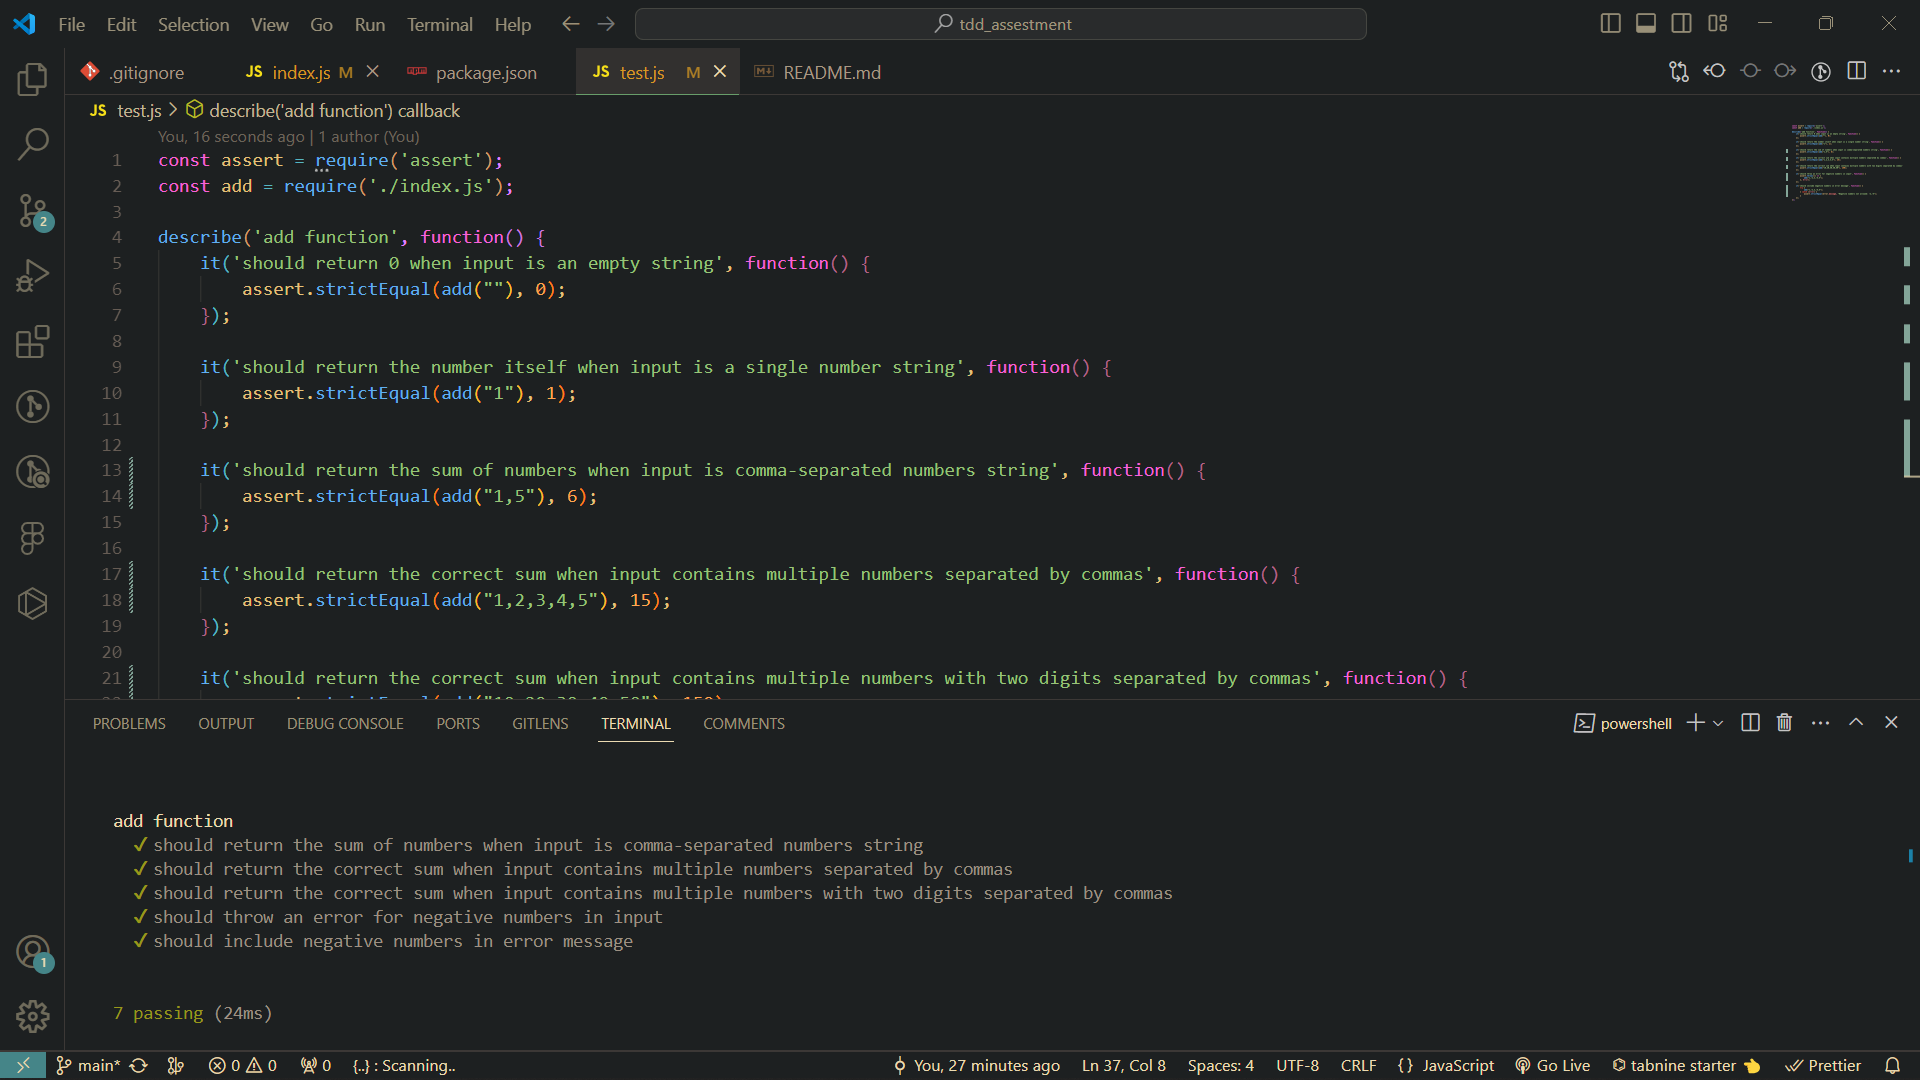 File Edit Selection View Go Run Terminal Help tdd_assestment
.gitignore JS index.js M package.json JS test.js M README.md
JS test.js > describe('add function') callback
You, 16 seconds ago | 1 author (You)
1 const assert = require('assert');
2 const add = require('./index.js');
3
4 describe('add function', function() {
5 it('should return 0 when input is an empty string', function() {
6 assert.strictEqual(add(""), 0);
7 });
8
9 it('should return the number itself when input is a single number string', function() {
10 assert.strictEqual(add("1"), 1);
11 });
12
13 it('should return the sum of numbers when input is comma-separated numbers string', function() {
14 assert.strictEqual(add("1,5"), 6);
15 });
16
17 it('should return the correct sum when input contains multiple numbers separated by commas', function() {
18 assert.strictEqual(add("1,2,3,4,5"), 15);
19 });
20
21 it('should return the correct sum when input contains multiple numbers with two digits separated by commas', function() {
PROBLEMS OUTPUT DEBUG CONSOLE PORTS GITLENS TERMINAL COMMENTS powershell
add function
✓ should return the sum of numbers when input is comma-separated numbers string
✓ should return the correct sum when input contains multiple numbers separated by commas
✓ should return the correct sum when input contains multiple numbers with two digits separated by commas
✓ should throw an error for negative numbers in input
✓ should include negative numbers in error message
7 passing (24ms)
2
1
main* 0 0 0 {..} : Scanning.. You, 27 minutes ago Ln 37, Col 8 Spaces: 4 UTF-8 CRLF {} JavaScript Go Live tabnine starter Prettier